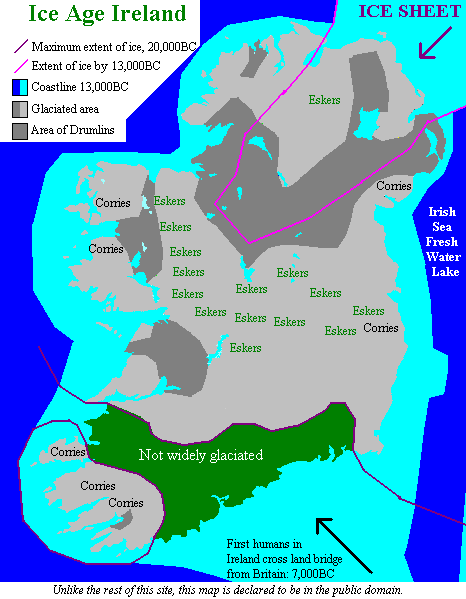 Ice Age Ireland
ICE SHEET
Maximum extent of ice, 20,000BC
Extent of ice by 13,000BC
Coastline 13,000BC
Glaciated area
Area of Drumlins
Eskers
Corries
Corries
Eskers
Irish
Sea
Fresh
Water
Lake
Eskers
Corries
Eskers
Eskers
Eskers
Eskers
Eskers
Eskers
Eskers
Eskers
Eskers
Eskers
Eskers
Corries
Eskers
Corries
Not widely glaciated
Corries
Corries
First humans in
Ireland cross land bridge
from Britain: 7,000BC
Unlike the rest of this site, this map is declared to be in the public domain.